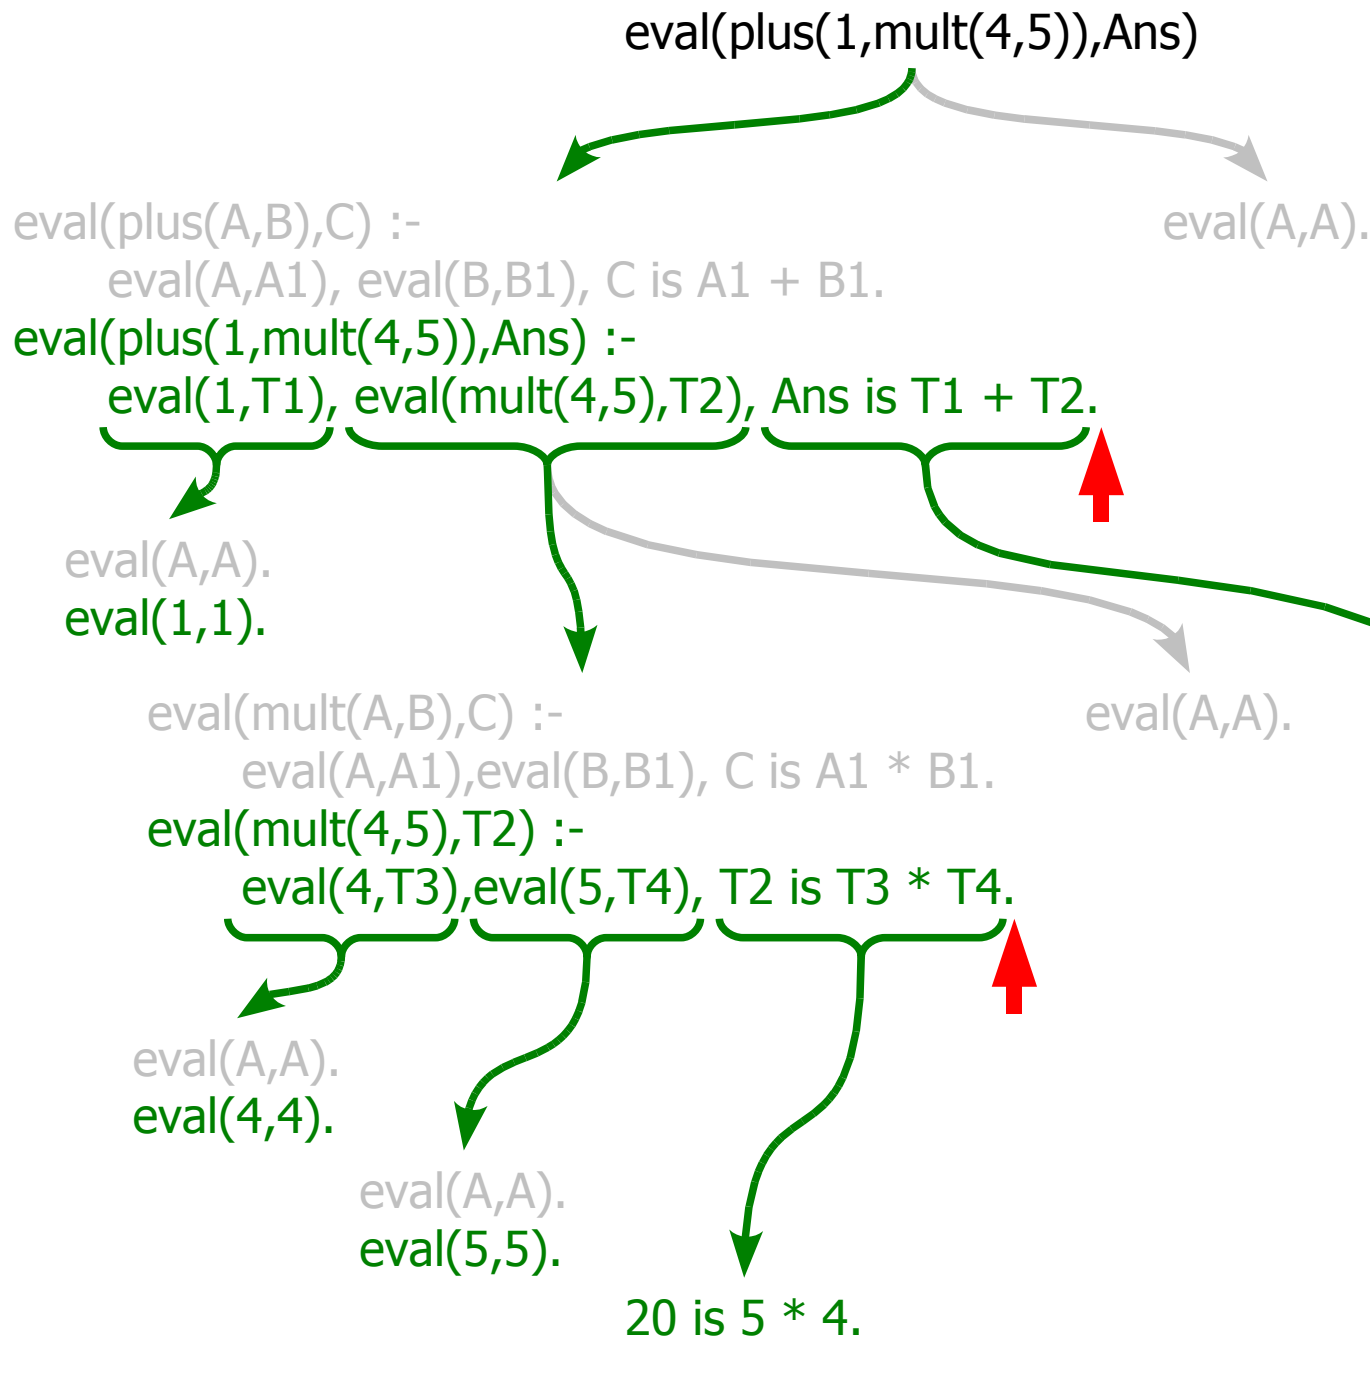 eval(plus(1,mult(4,5)),Ans)
eval(plus(A,B),C) :-
eval(A,A).
eval(A,A1), eval(B,B1), C is A1 + B1.
eval(plus(1,mult(4,5)),Ans) :-
eval(1,T1), eval(mult(4,5),T2), Ans is T1 + T2.
eval(A,A).
eval(1,1).
eval(mult(A,B),C) :-
eval(A,A).
eval(A,A1),eval(B,B1), C is A1 * B1.
eval(mult(4,5),T2) :-
eval(4,T3),eval(5,T4), T2 is T3 * T4.
eval(A,A).
eval(4,4).
eval(A,A).
eval(5,5).
20 is 5 * 4.